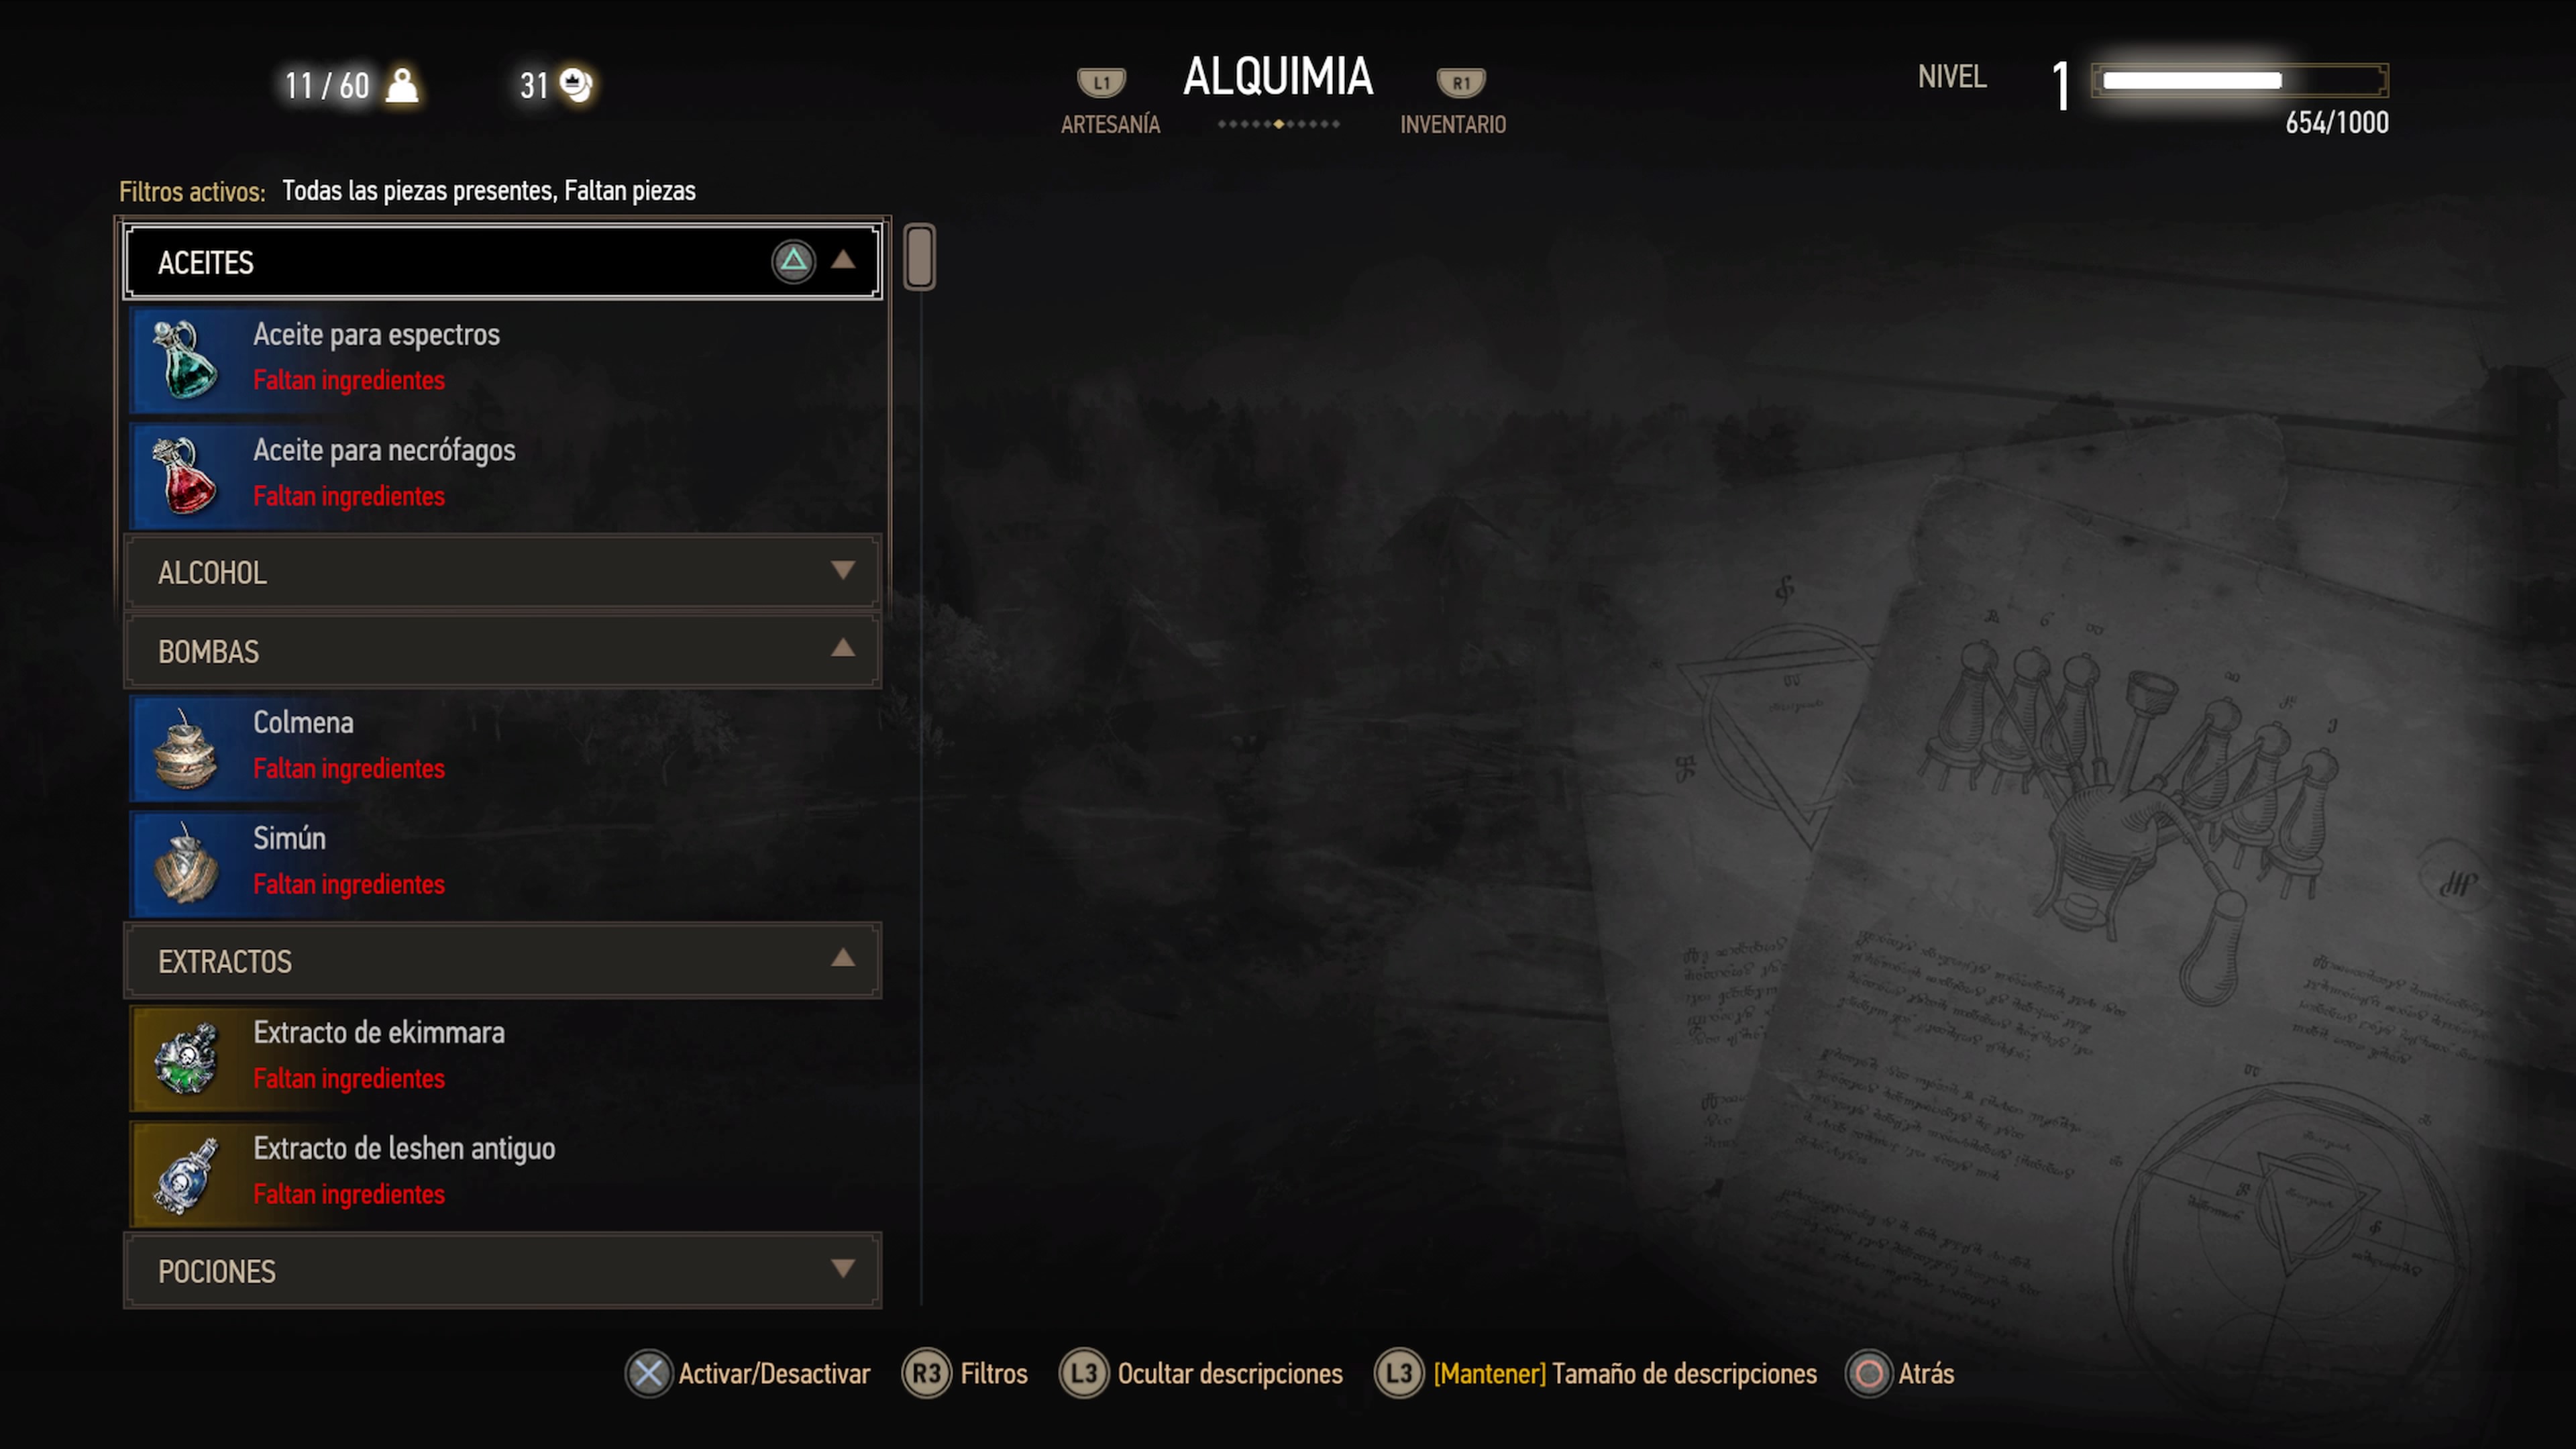 11 / 60
31
L1
ALQUIMIA
R1
ARTESANÍA
INVENTARIO
NIVEL
1
654/1000
Filtros activos: Todas las piezas presentes, Faltan piezas
ACEITES
Aceite para espectros
Faltan ingredientes
Aceite para necrófagos
Faltan ingredientes
ALCOHOL
BOMBAS
Colmena
Faltan ingredientes
Simún
Faltan ingredientes
EXTRACTOS
Extracto de ekimmara
Faltan ingredientes
Extracto de leshen antiguo
Faltan ingredientes
POCIONES
Activar/Desactivar R3 Filtros L3 Ocultar descripciones L3 [Mantener] Tamaño de descripciones Atrás